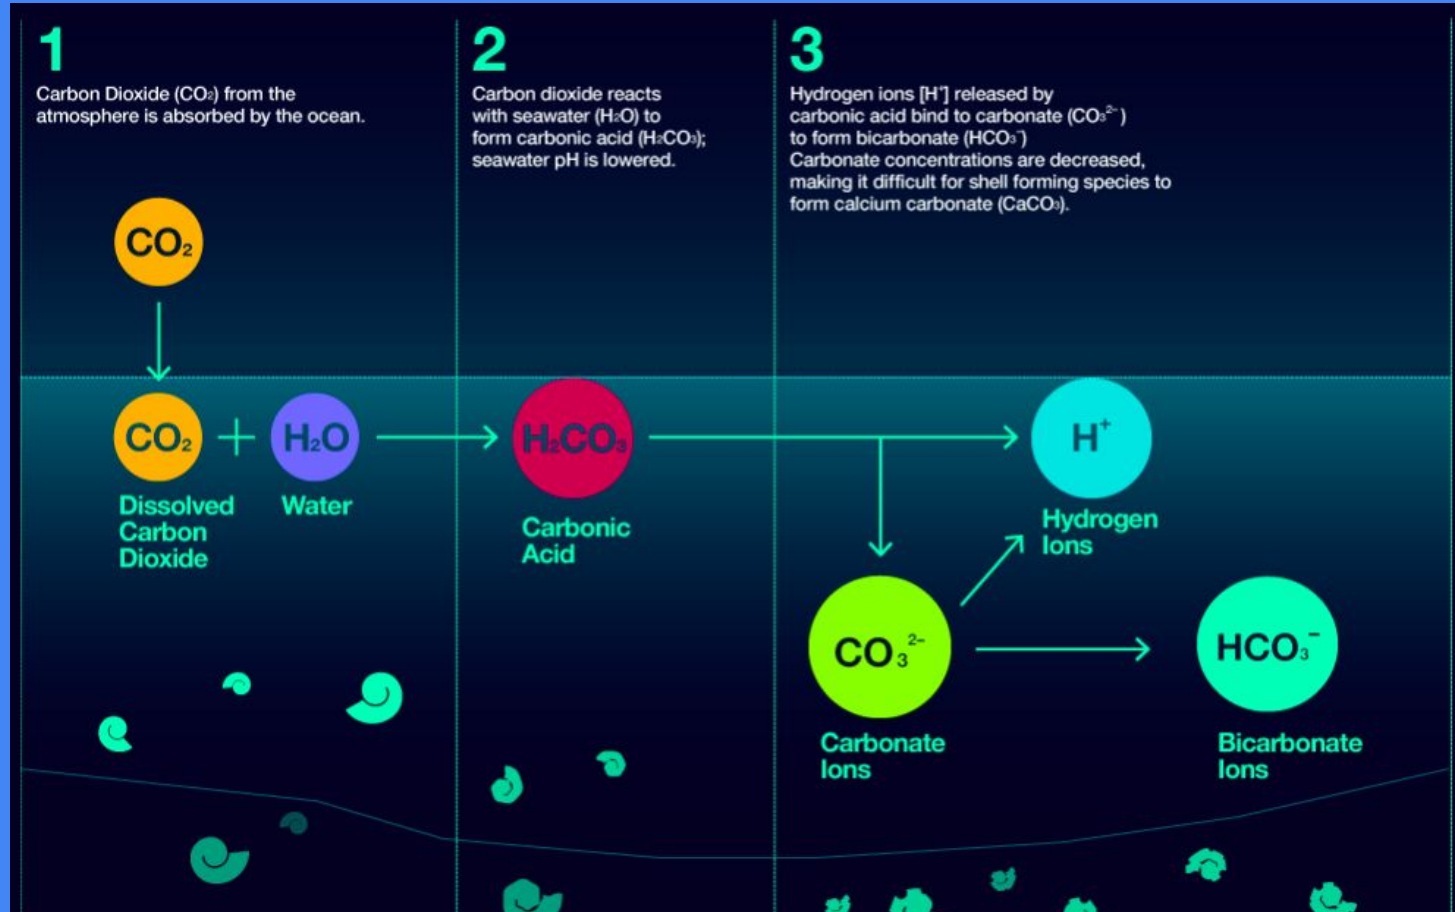 1
Carbon Dioxide (CO₂) from the
atmosphere is absorbed by the ocean.
2
Carbon dioxide reacts
with seawater (H₂O) to
form carbonic acid (H₂CO₃);
seawater pH is lowered.
3
Hydrogen ions [H⁺] released by
carbonic acid bind to carbonate (CO₃²⁻)
to form bicarbonate (HCO₃⁻)
Carbonate concentrations are decreased,
making it difficult for shell forming species to
form calcium carbonate (CaCO₃).
CO₂
CO₂ + H₂O
Dissolved
Carbon
Dioxide
Water
H₂CO₃
Carbonic
Acid
H⁺
Hydrogen
Ions
CO₃²⁻
Carbonate
Ions
HCO₃⁻
Bicarbonate
Ions